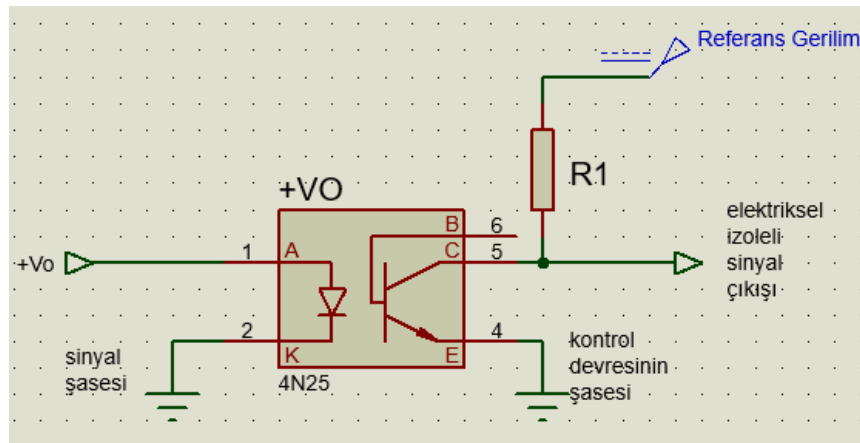 Referans Gerilim
R1
+VO
elektriksel
izoleli
sinyal
çıkışı
B
6
+Vo
1
A
C
5
2
K
E
4
sinyal
şasesi
4N25
kontrol
devresinin
şasesi